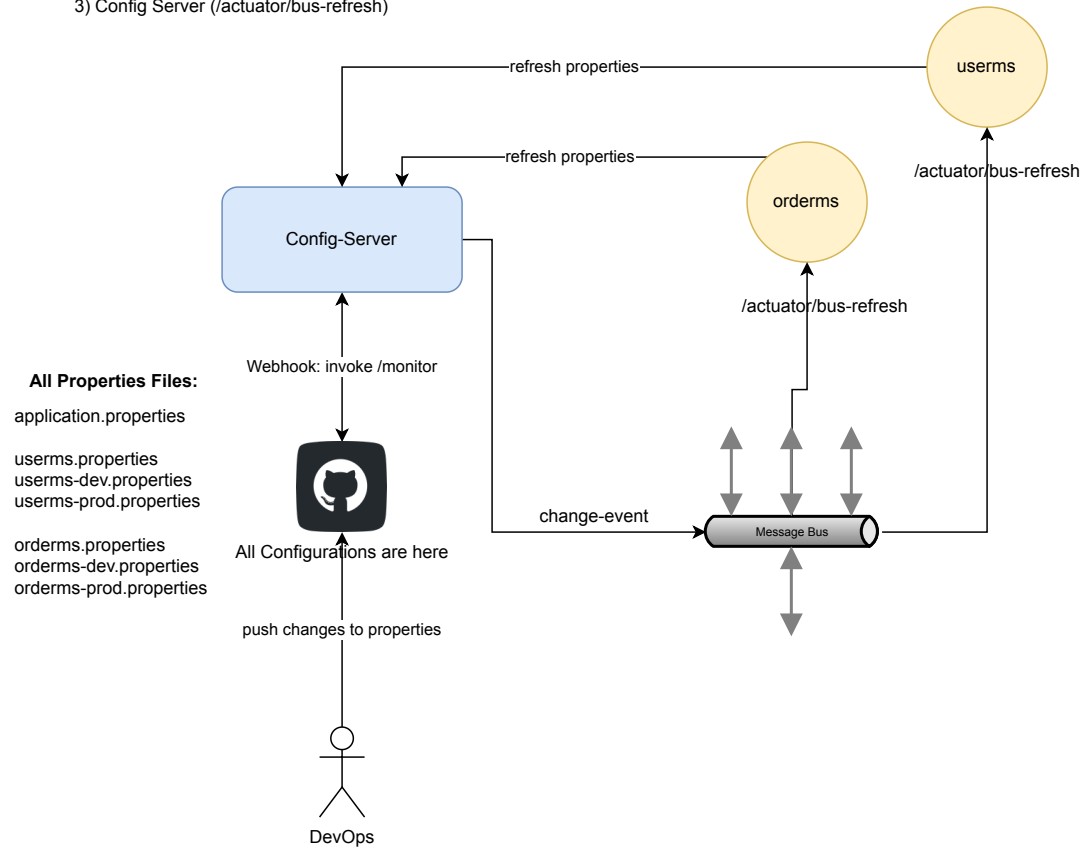 3) Config Server (/actuator/bus-refresh)
refresh properties
userms
refresh properties
/actuator/bus-refresh
orderms
Config-Server
/actuator/bus-refresh
Webhook: invoke /monitor
All Properties Files:
application.properties
userms.properties
userms-dev.properties
userms-prod.properties
orderms.properties
orderms-dev.properties
orderms-prod.properties
All Configurations are here
change-event
Message Bus
push changes to properties
DevOps